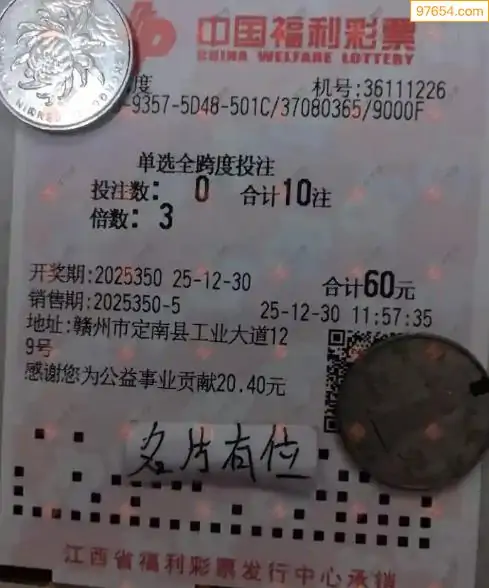 97654.com
中国福利彩票
CHINA WELFARE LOTTERY
度 机号:36111226
-9357-5D48-501C/37080365/9000F
单选全跨度投注
投注数: 0 合计10注
倍数: 3
开奖期:2025350 25-12-30 合计60元
销售期:2025350-5 25-12-30 11:57:35
地址:赣州市定南县工业大道12
9号
感谢您为公益事业贡献20.40元
名片有位
江西省福利彩票发行中心承销